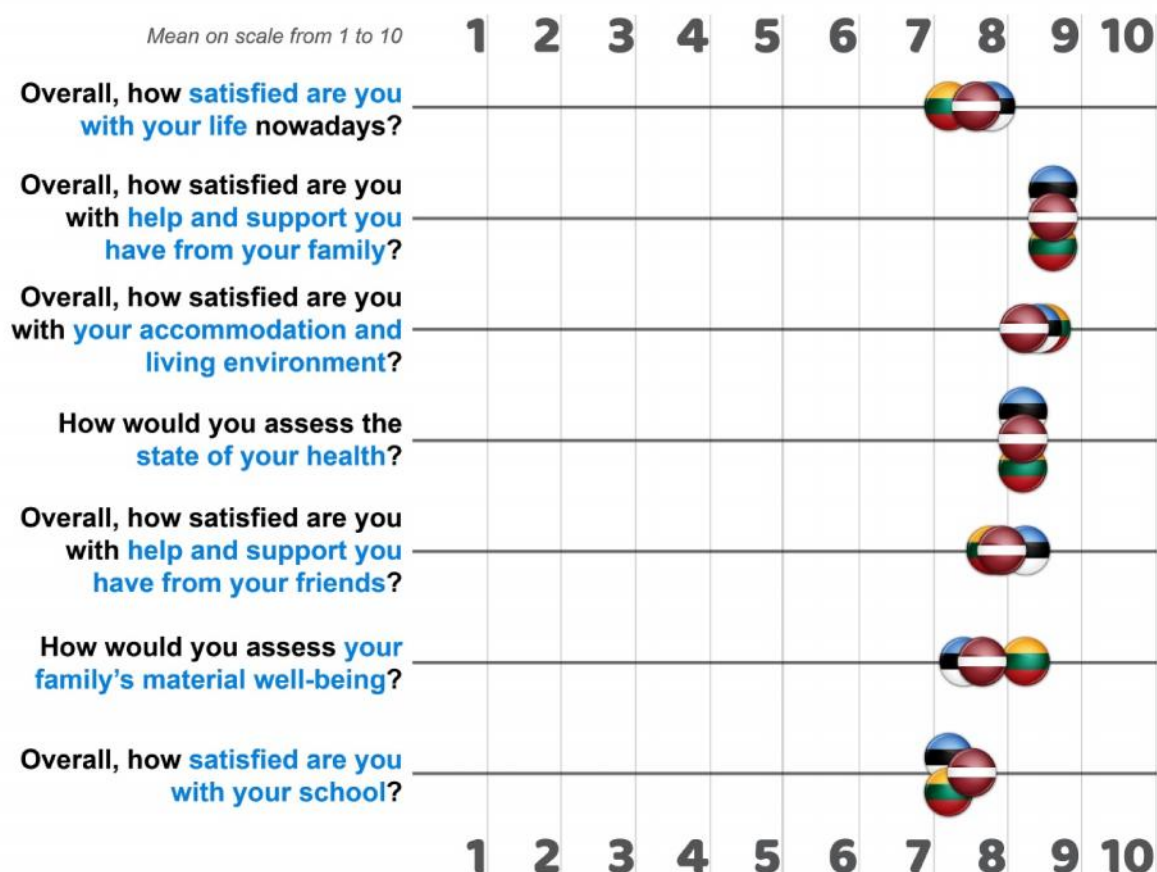 Mean on scale from 1 to 10
1 2 3 4 5 6 7 8 9 10
Overall, how satisfied are you
with your life nowadays?
Overall, how satisfied are you
with help and support you
have from your family?
Overall, how satisfied are you
with your accommodation and
living environment?
How would you assess the
state of your health?
Overall, how satisfied are you
with help and support you
have from your friends?
How would you assess your
family’s material well-being?
Overall, how satisfied are you
with your school?
1 2 3 4 5 6 7 8 9 10